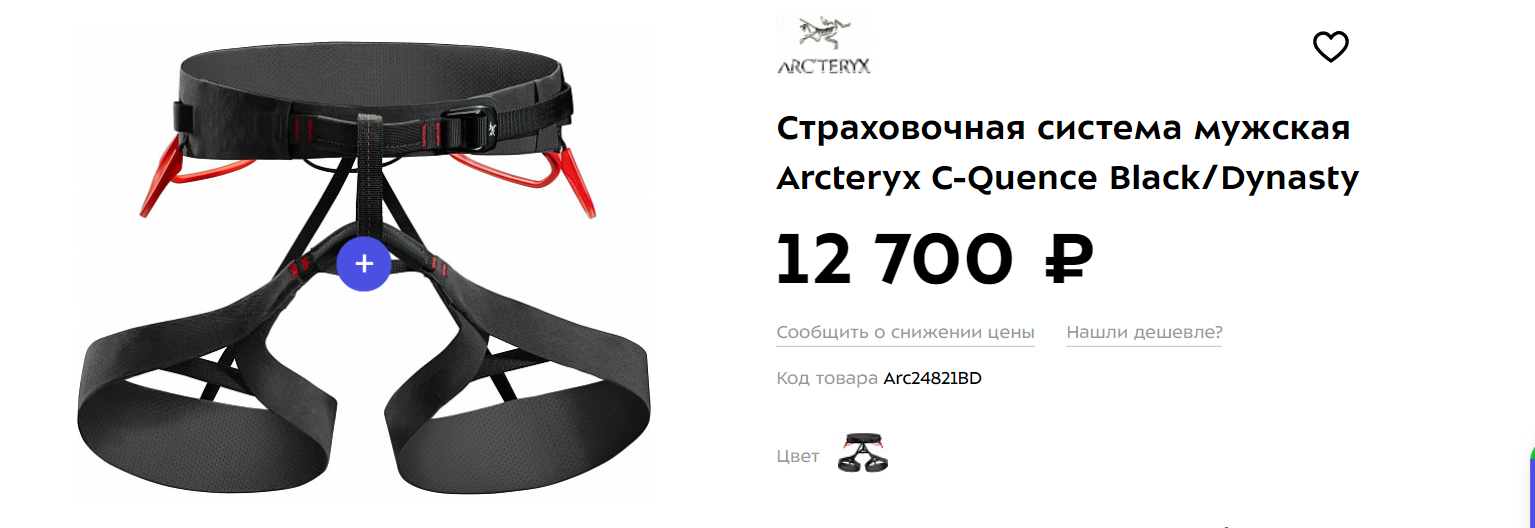 ARC'TERYX
Страховочная система мужская
Arcteryx C-Quence Black/Dynasty
12 700 ₽
Сообщить о снижении цены Нашли дешевле?
Код товара Arc24821BD
Цвет